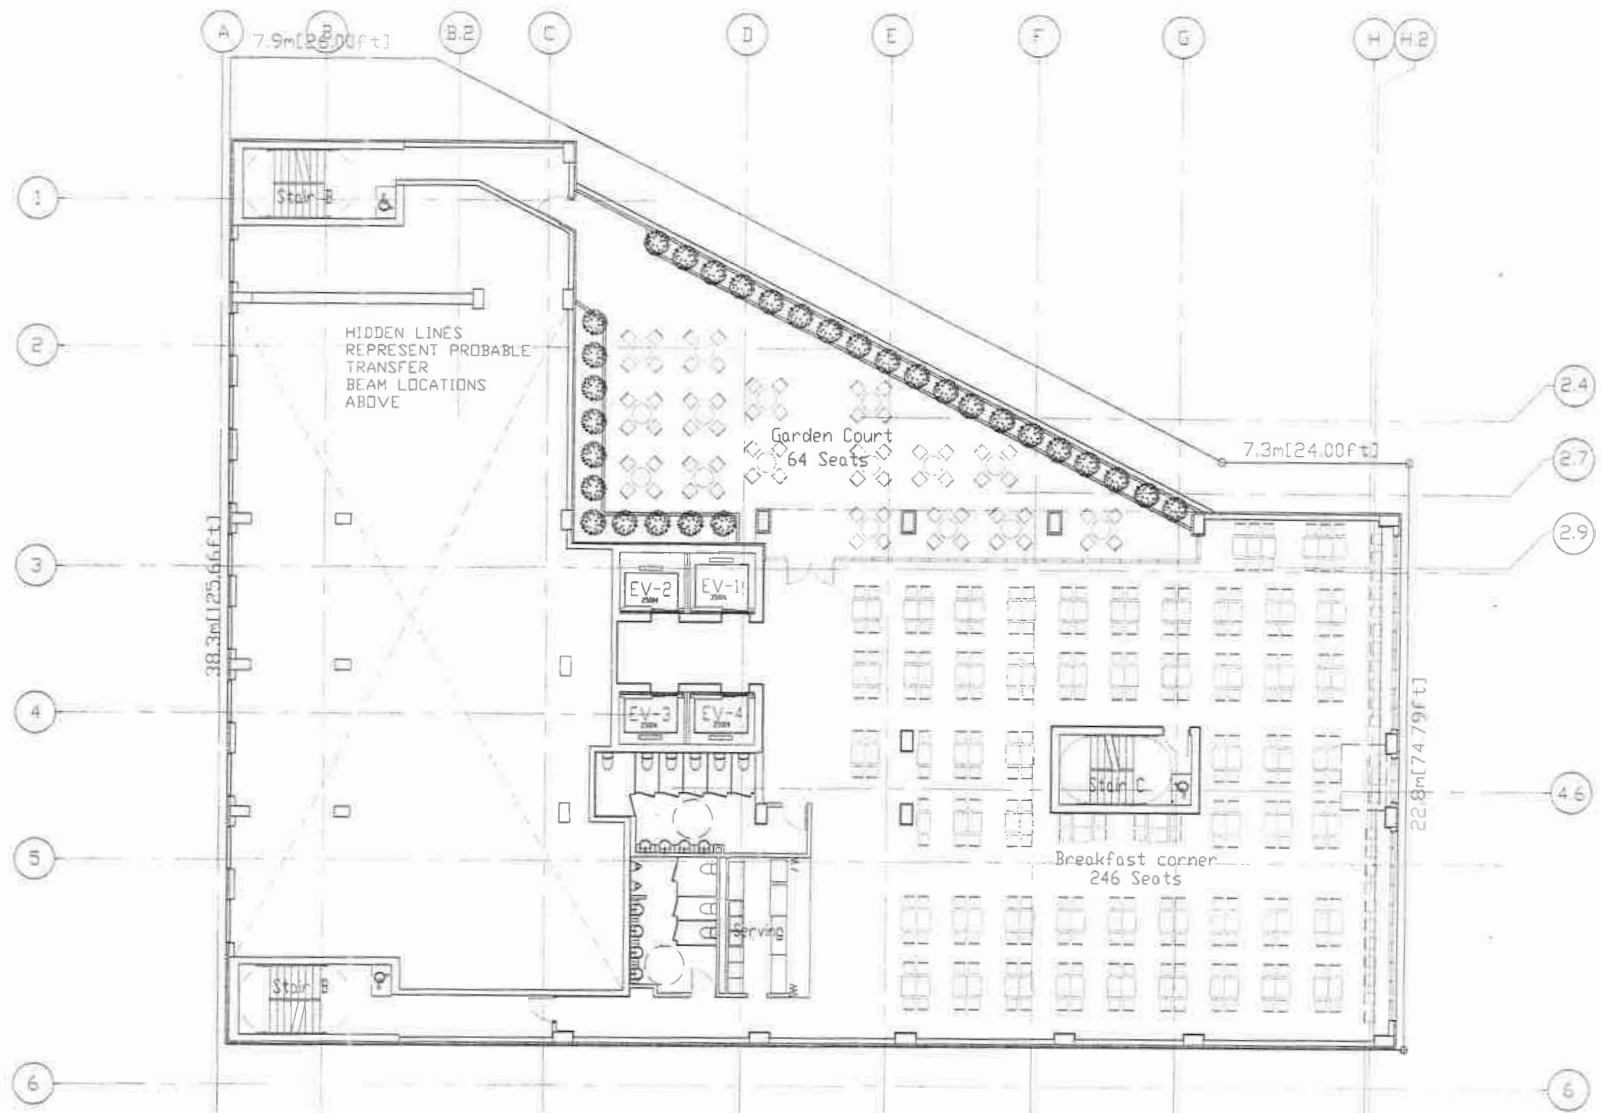 A
B
B.2
C
D
E
F
G
H
H.2
7.9m[26.00ft]
1
Stair B
2
HIDDEN LINES
REPRESENT PROBABLE
TRANSFER
BEAM LOCATIONS
ABOVE
2.4
Garden Court
64 Seats
7.3m[24.00ft]
2.7
2.9
3
38.3m[125.66ft]
EV-2
EV-1
4
EV-3
EV-4
22.8m[74.79ft]
Stair C
4.6
5
Breakfast corner
246 Seats
Serving
Stair B
6
6